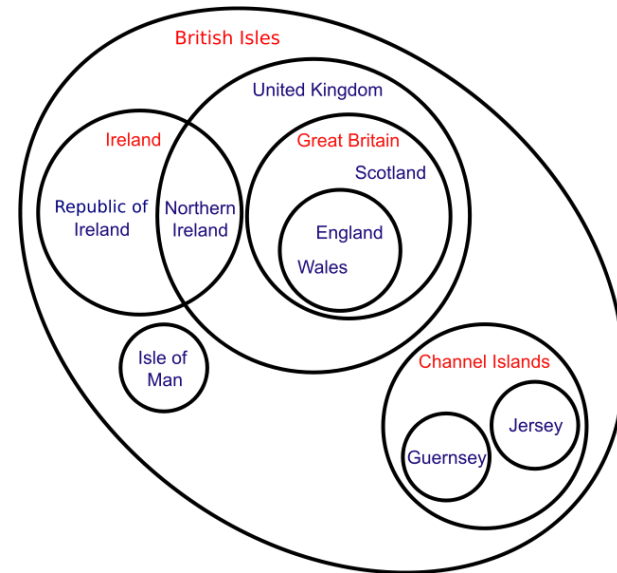 British Isles
United Kingdom
Ireland
Great Britain
Scotland
Republic of
Ireland
Northern
Ireland
England
Wales
Isle of
Man
Channel Islands
Jersey
Guernsey